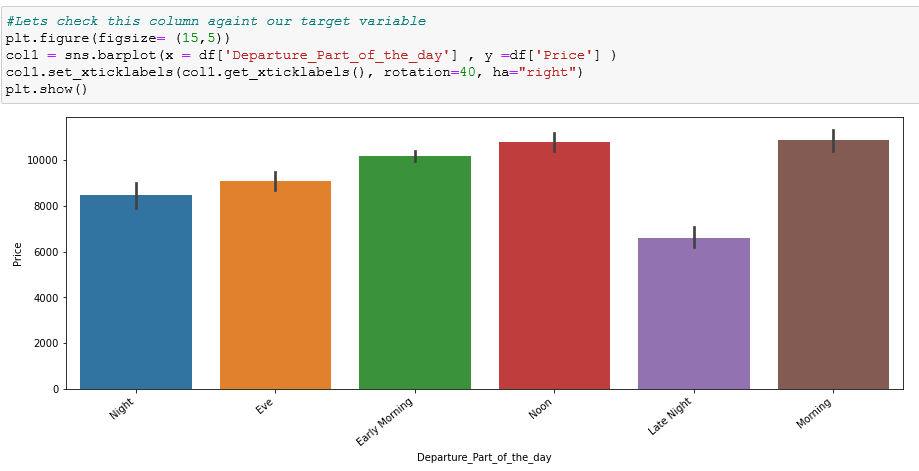 #Lets check this column againt our target variable
plt.figure(figsize= (15,5))
col1 = sns.barplot(x = df['Departure_Part_of_the_day'] , y =df['Price'] )
col1.set_xticklabels(col1.get_xticklabels(), rotation=40, ha="right")
plt.show()
10000
8000
6000
4000
2000
0
Price
Night
Eve
Early Morning
Noon
Late Night
Morning
Departure_Part_of_the_day